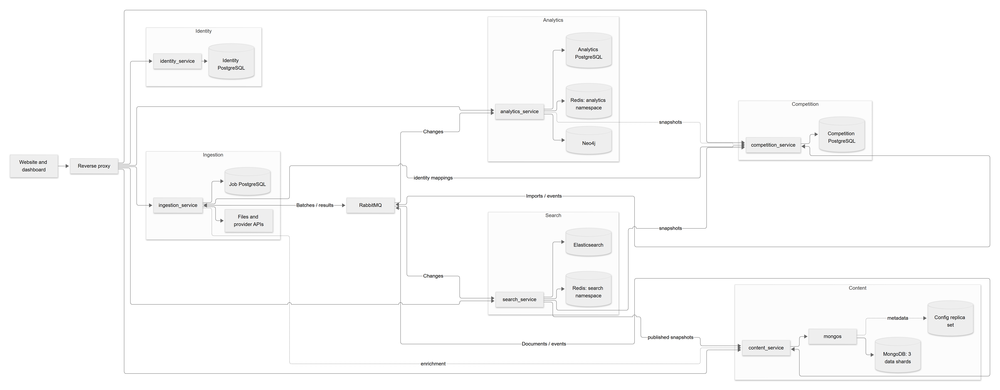 Identity
identity_service
Identity
PostgreSQL
Analytics
Analytics
PostgreSQL
Redis: analytics
namespace
analytics_service
Neo4j
snapshots
Changes
Competition
Competition
PostgreSQL
competition_service
Website and
dashboard
Reverse proxy
Ingestion
Job PostgreSQL
ingestion_service
Files and
provider APIs
identity mappings
Batches / results
RabbitMQ
Imports / events
Search
Elasticsearch
Redis: search
namespace
search_service
snapshots
Changes
published snapshots
Documents / events
enrichment
Content
Config replica
set
metadata
mongos
content_service
MongoDB: 3
data shards